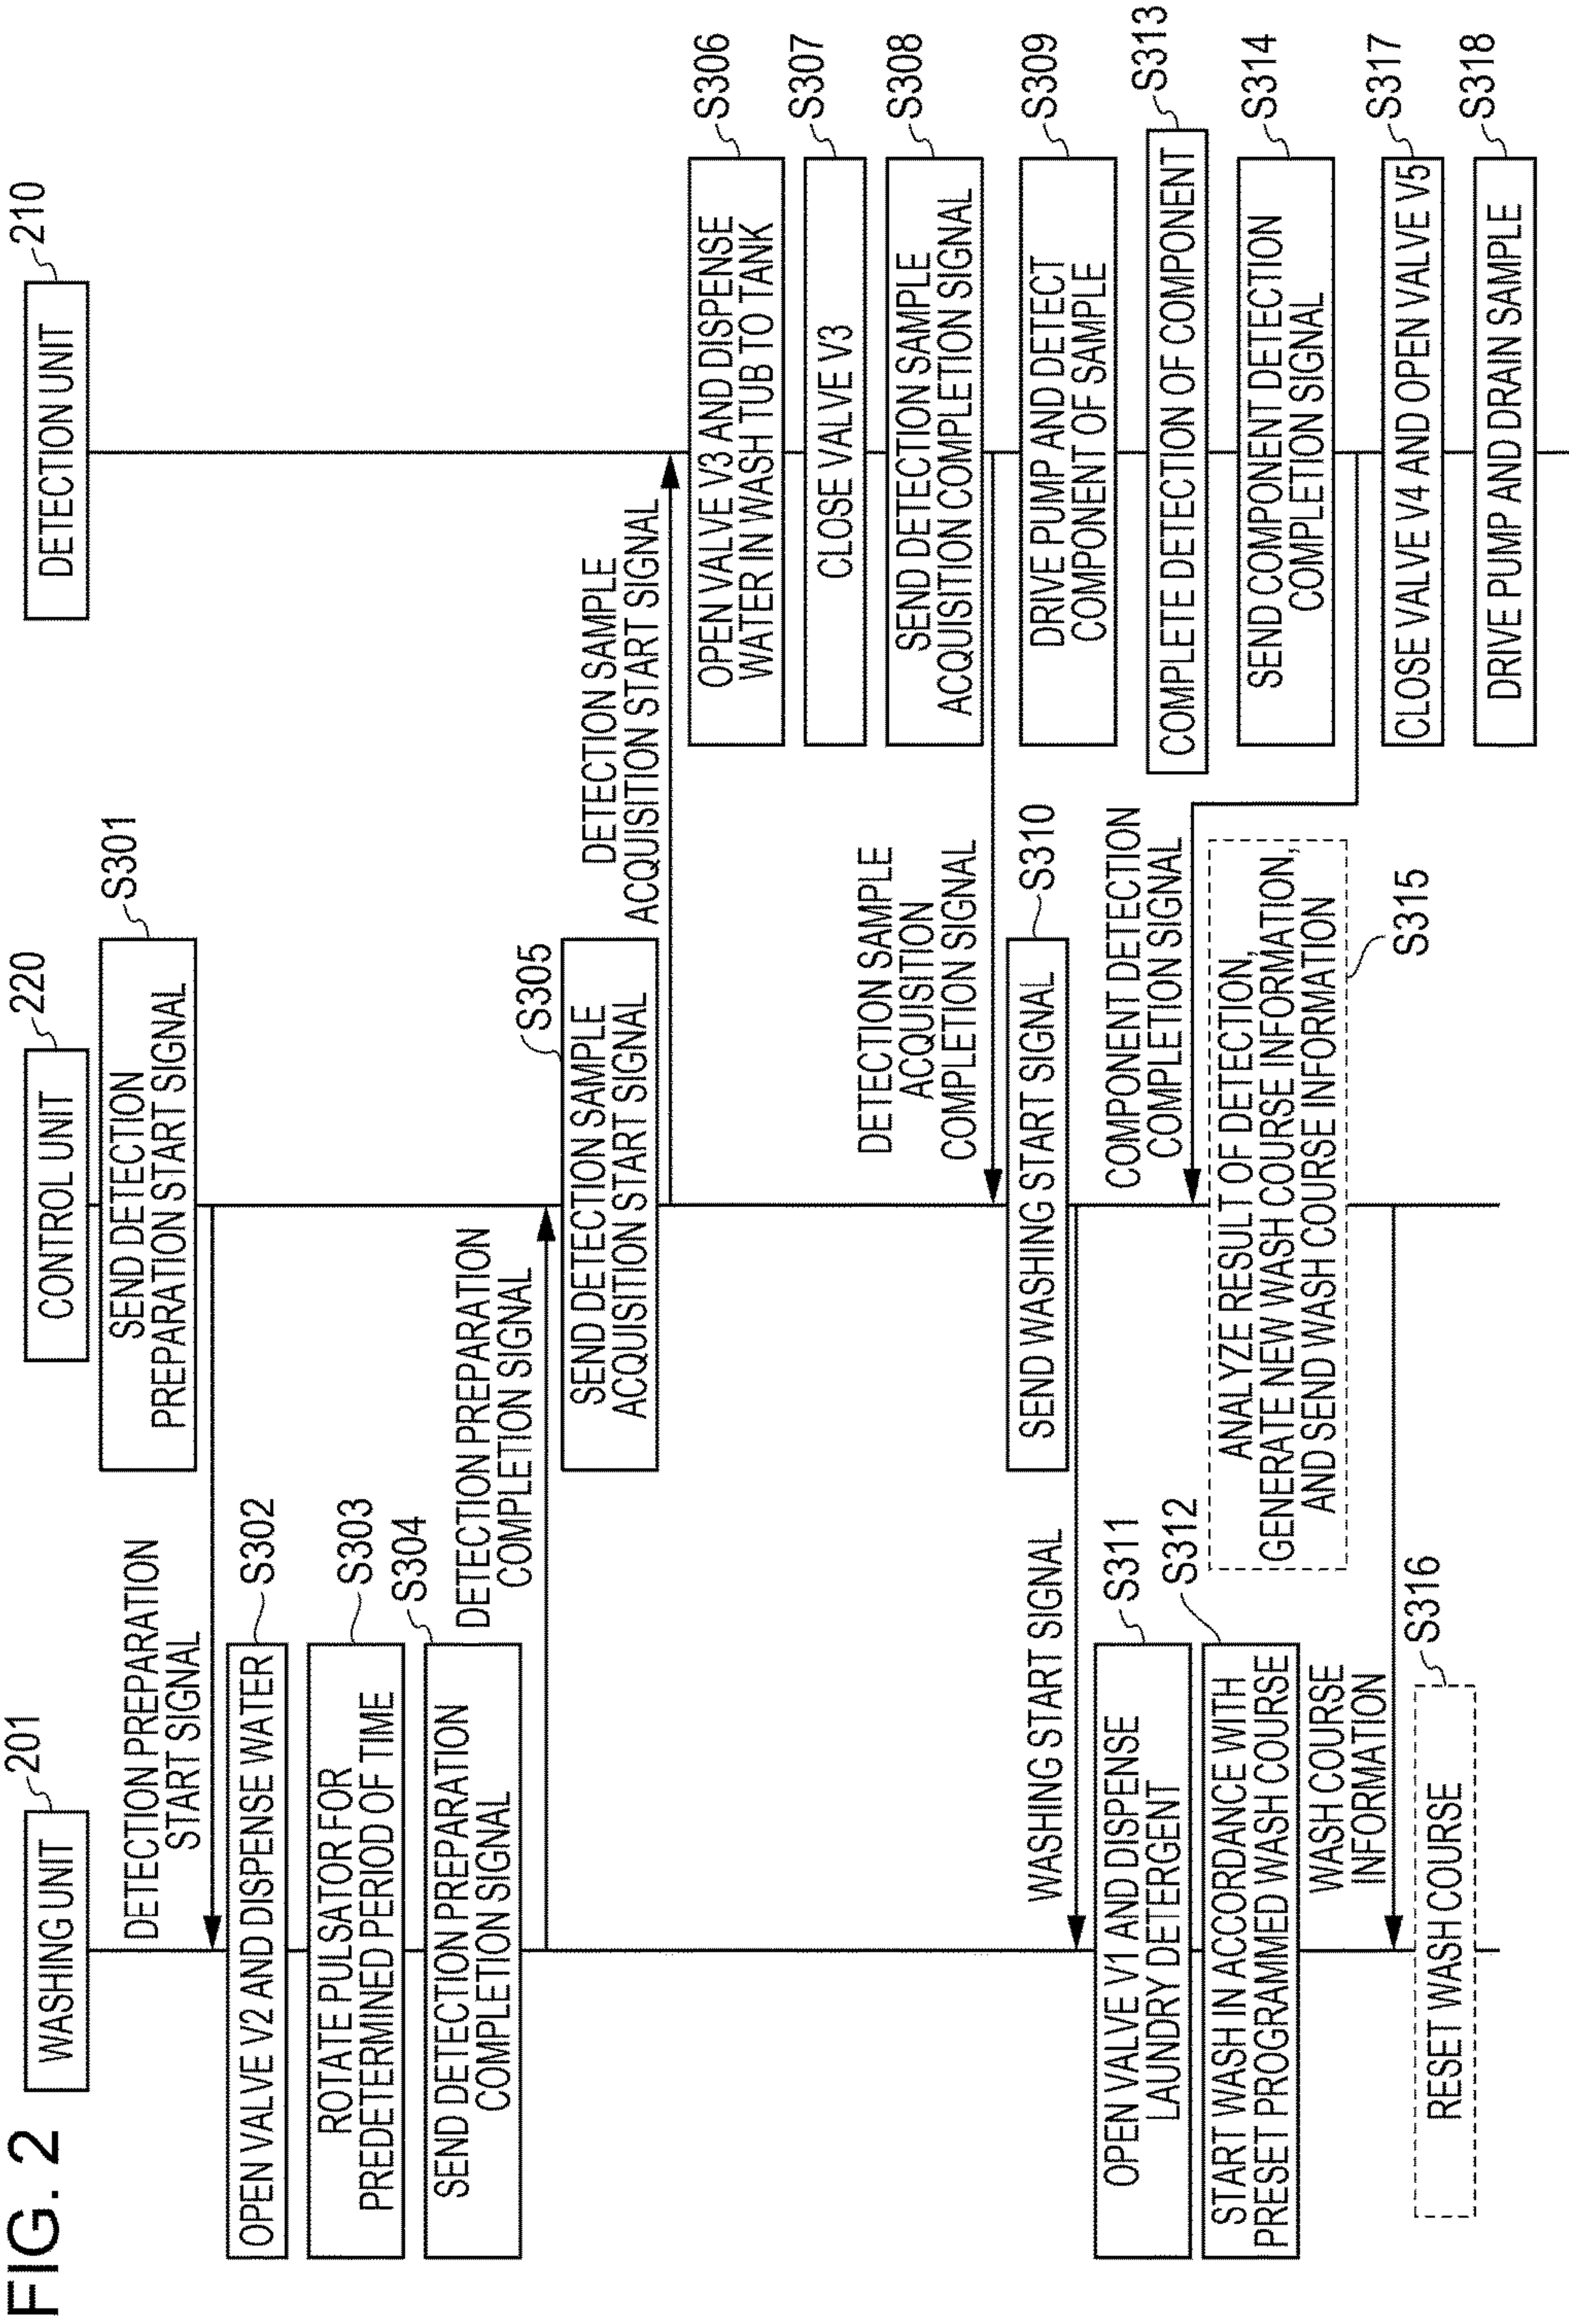 FIG. 2
WASHING UNIT
201
CONTROL UNIT
220
DETECTION UNIT
210
SEND DETECTION
PREPARATION START SIGNAL
S301
DETECTION PREPARATION
START SIGNAL
OPEN VALVE V2 AND DISPENSE WATER
S302
ROTATE PULSATOR FOR
PREDETERMINED PERIOD OF TIME
S303
SEND DETECTION PREPARATION
COMPLETION SIGNAL
S304
DETECTION PREPARATION
COMPLETION SIGNAL
S305
SEND DETECTION SAMPLE
ACQUISITION START SIGNAL
DETECTION SAMPLE
ACQUISITION START SIGNAL
OPEN VALVE V3 AND DISPENSE
WATER IN WASH TUB TO TANK
S306
CLOSE VALVE V3
S307
SEND DETECTION SAMPLE
ACQUISITION COMPLETION SIGNAL
S308
DETECTION SAMPLE
ACQUISITION
COMPLETION SIGNAL
DRIVE PUMP AND DETECT
COMPONENT OF SAMPLE
S309
SEND WASHING START SIGNAL
S310
WASHING START SIGNAL
OPEN VALVE V1 AND DISPENSE
LAUNDRY DETERGENT
S311
START WASH IN ACCORDANCE WITH
PRESET PROGRAMMED WASH COURSE
S312
COMPLETE DETECTION OF COMPONENT
S313
SEND COMPONENT DETECTION
COMPLETION SIGNAL
S314
COMPONENT DETECTION
COMPLETION SIGNAL
ANALYZE RESULT OF DETECTION,
GENERATE NEW WASH COURSE INFORMATION,
AND SEND WASH COURSE INFORMATION
S315
WASH COURSE
INFORMATION
RESET WASH COURSE
S316
CLOSE VALVE V4 AND OPEN VALVE V5
S317
DRIVE PUMP AND DRAIN SAMPLE
S318